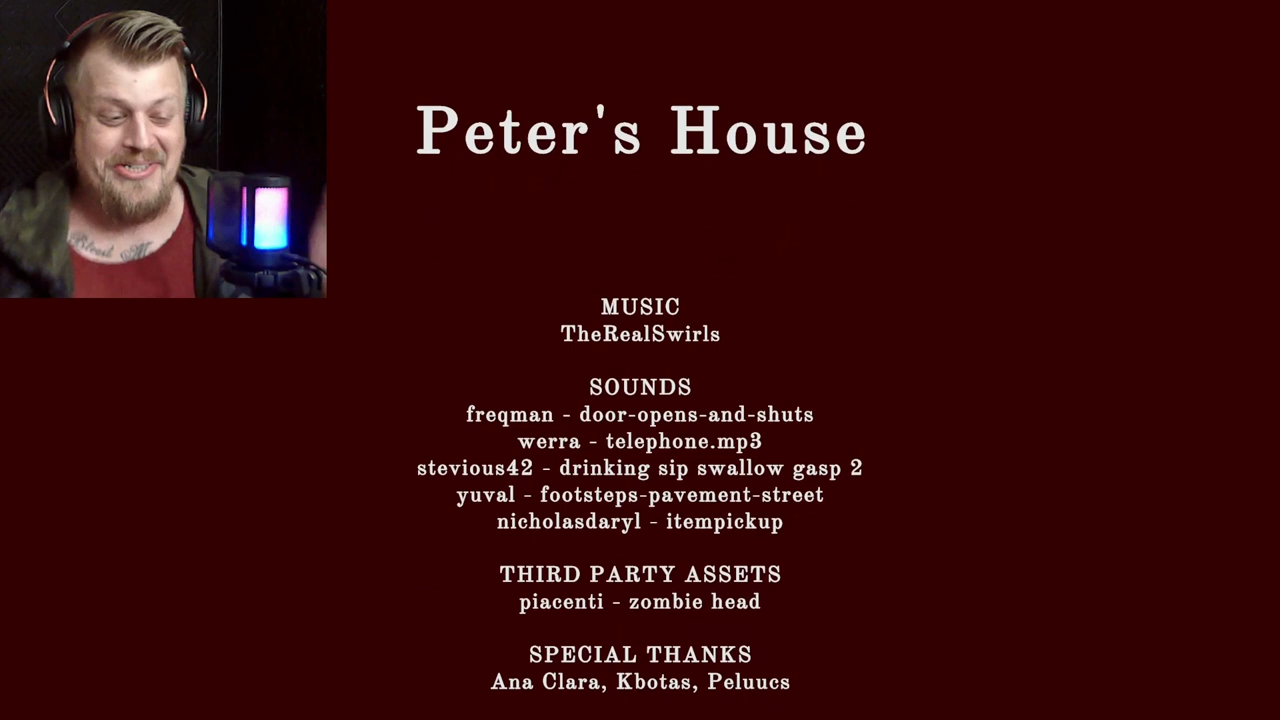 Peter's House
MUSIC
TheRealSwirls
SOUNDS
freqman - door-opens-and-shuts
werra - telephone.mp3
stevious42 - drinking sip swallow gasp 2
yuval - footsteps-pavement-street
nicholasdaryl - itempickup
THIRD PARTY ASSETS
piacenti - zombie head
SPECIAL THANKS
Ana Clara, Kbotas, Peluucs